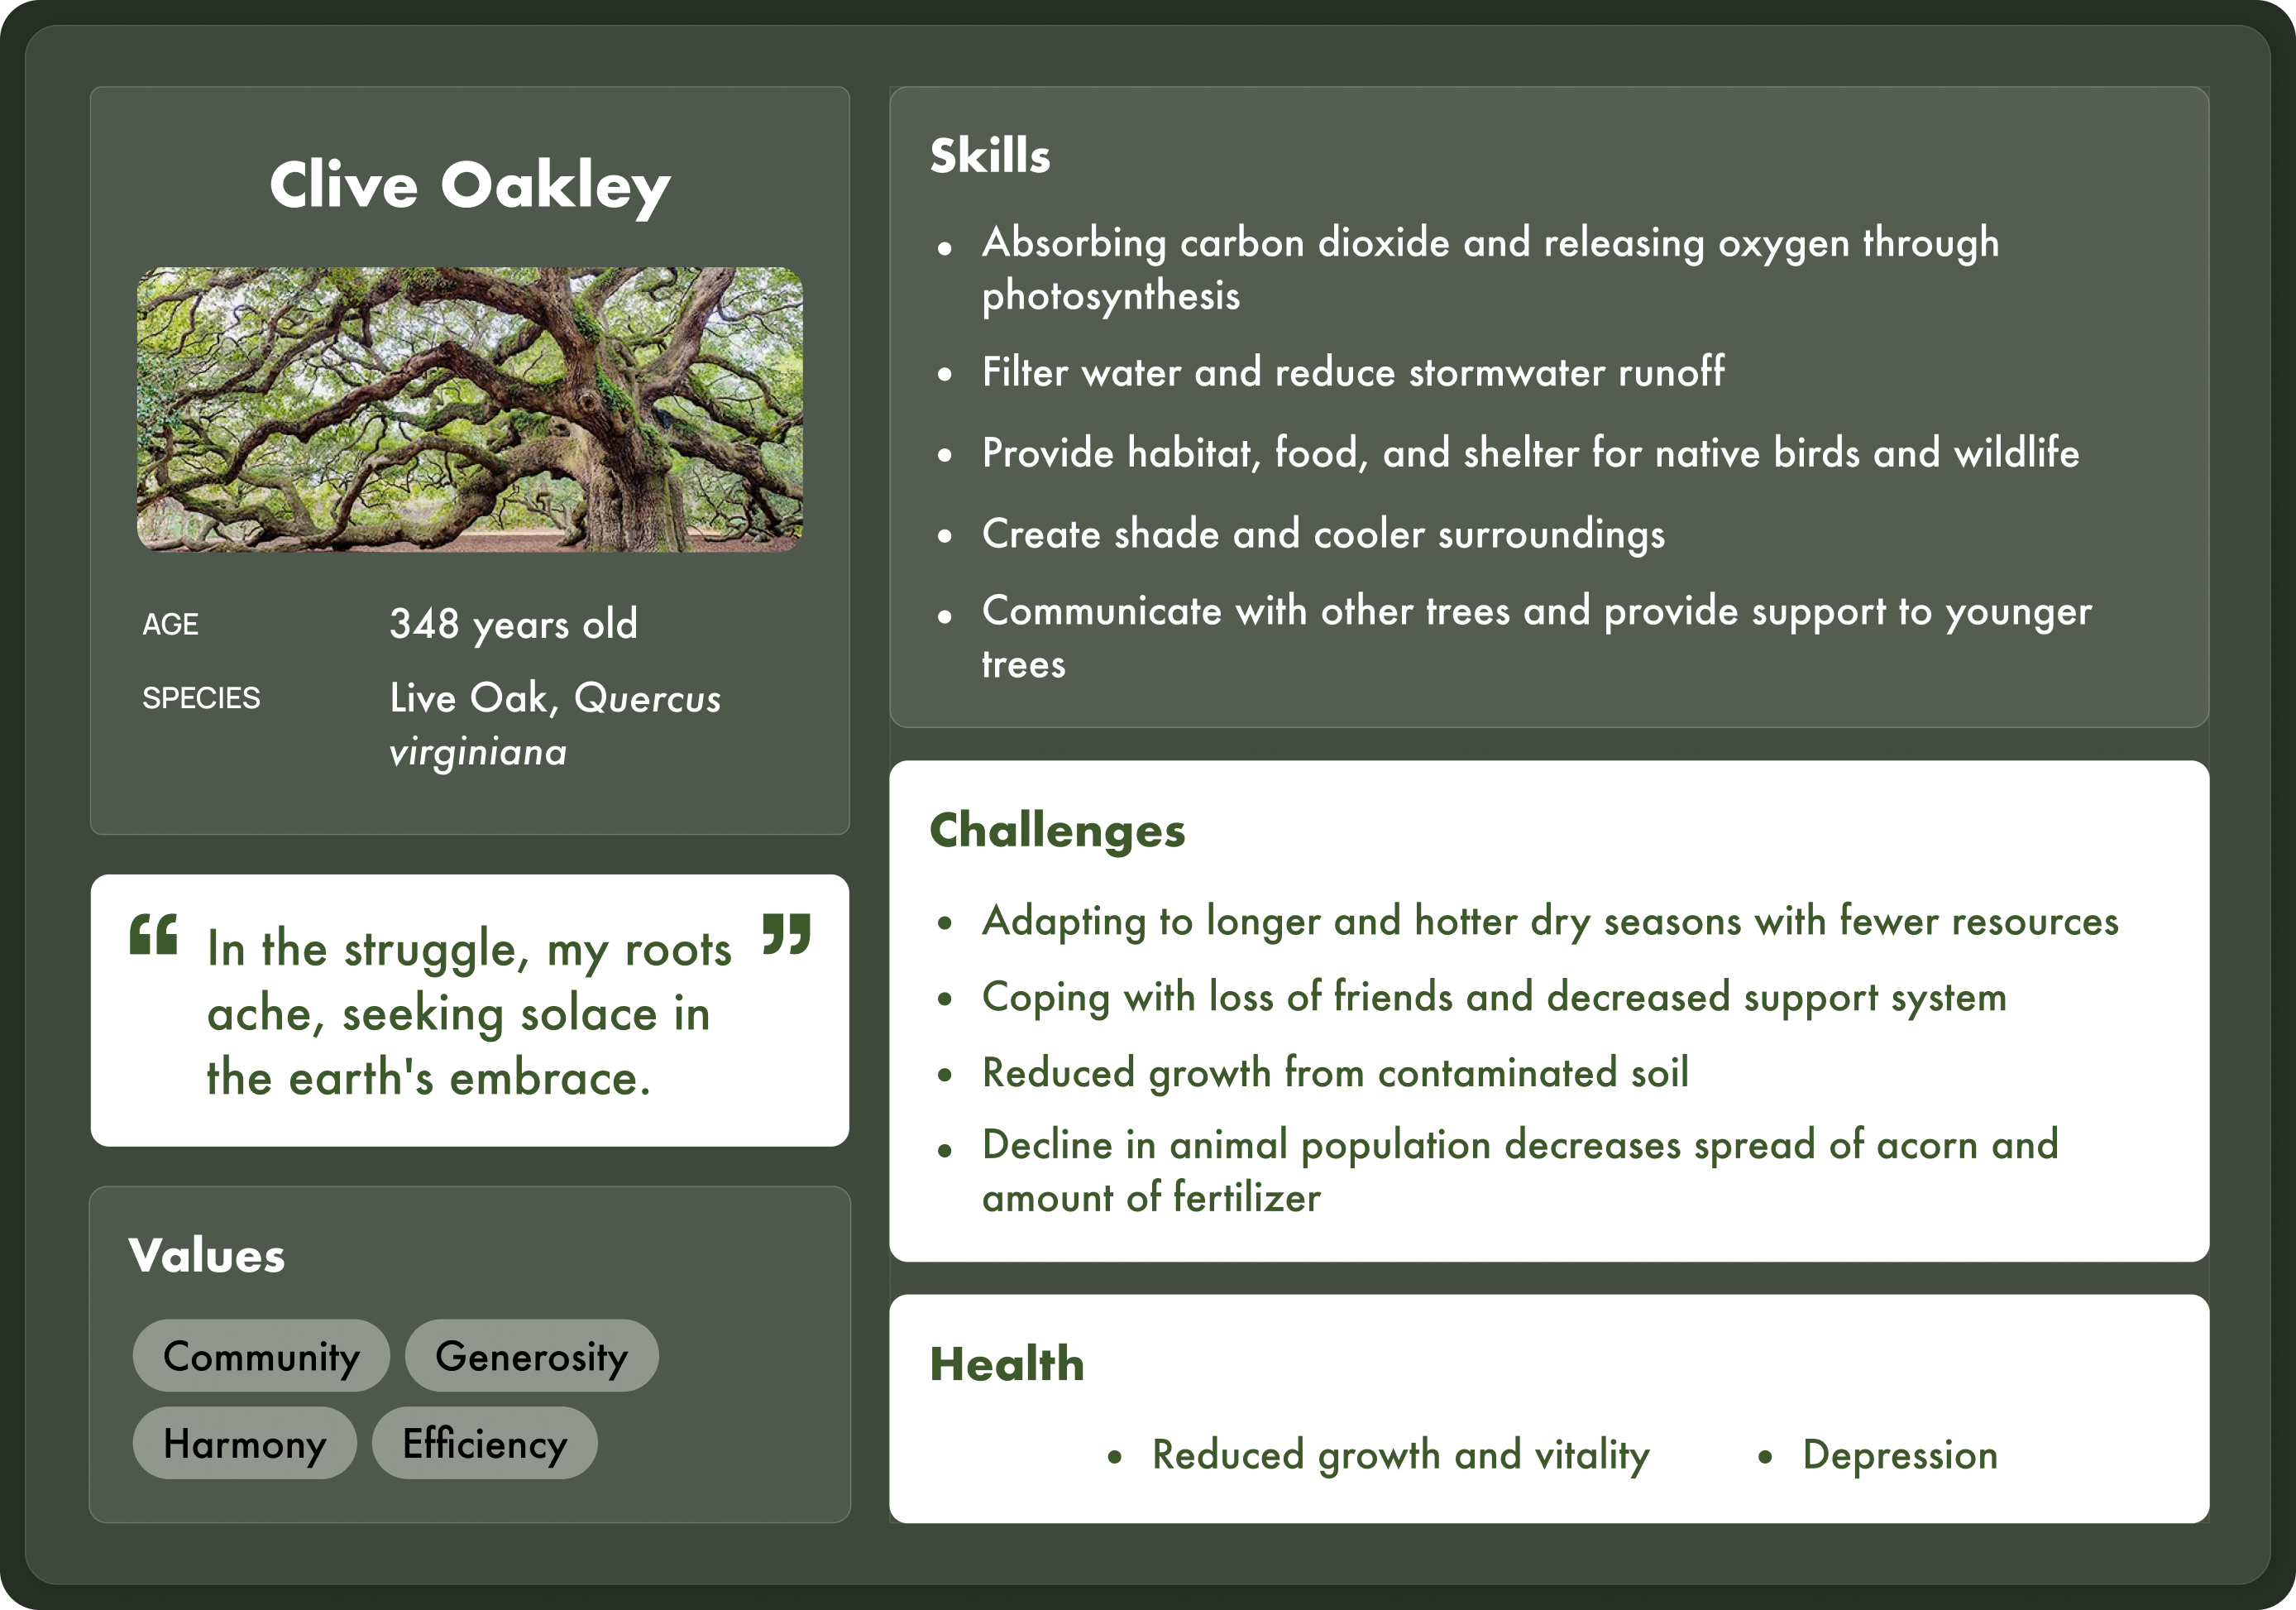 Clive Oakley
AGE
348 years old
SPECIES
Live Oak, Quercus
virginiana
“ In the struggle, my roots ”
ache, seeking solace in
the earth's embrace.
Values
Community
Generosity
Harmony
Efficiency
Skills
• Absorbing carbon dioxide and releasing oxygen through
photosynthesis
• Filter water and reduce stormwater runoff
• Provide habitat, food, and shelter for native birds and wildlife
• Create shade and cooler surroundings
• Communicate with other trees and provide support to younger
trees
Challenges
• Adapting to longer and hotter dry seasons with fewer resources
• Coping with loss of friends and decreased support system
• Reduced growth from contaminated soil
• Decline in animal population decreases spread of acorn and
amount of fertilizer
Health
• Reduced growth and vitality
• Depression